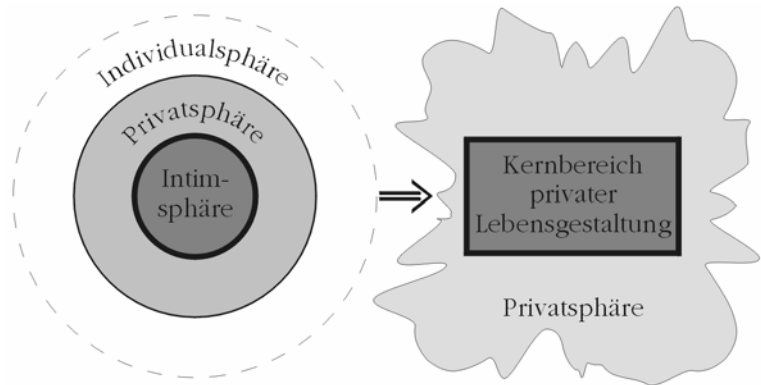 Individualsphäre
Privatsphäre
Intim-
sphäre
Kernbereich
privater
Lebensgestaltung
Privatsphäre